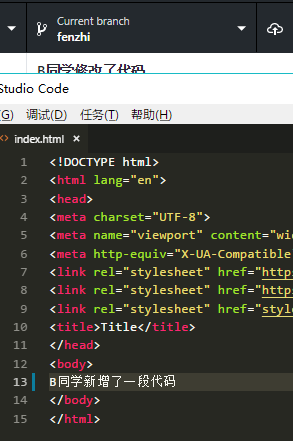 Current branch
fenzhi
B同学修改了代码
Studio Code
(G) 调试(D) 任务(T) 帮助(H)
index.html ×
1 <!DOCTYPE html>
2 <html lang="en">
3 <head>
4 <meta charset="UTF-8">
5 <meta name="viewport" content="wi
6 <meta http-equiv="X-UA-Compatible
7 <link rel="stylesheet" href="http
8 <link rel="stylesheet" href="http
9 <link rel="stylesheet" href="styl
10 <title>Title</title>
11 </head>
12 <body>
13 B同学新增了一段代码
14 </body>
15 </html>